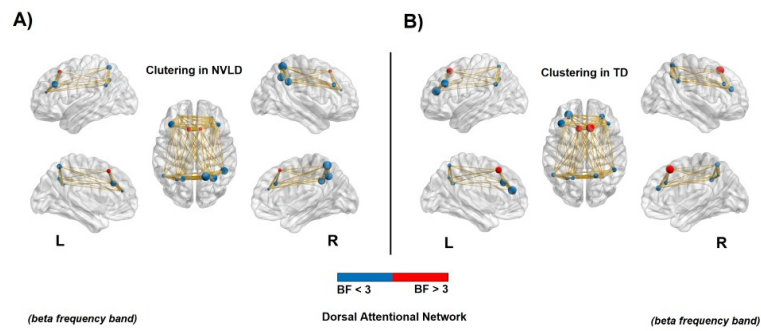 A)
B)
Clutering in NVLD
Clustering in TD
L
R
L
R
BF < 3
BF > 3
(beta frequency band)
Dorsal Attentional Network
(beta frequency band)